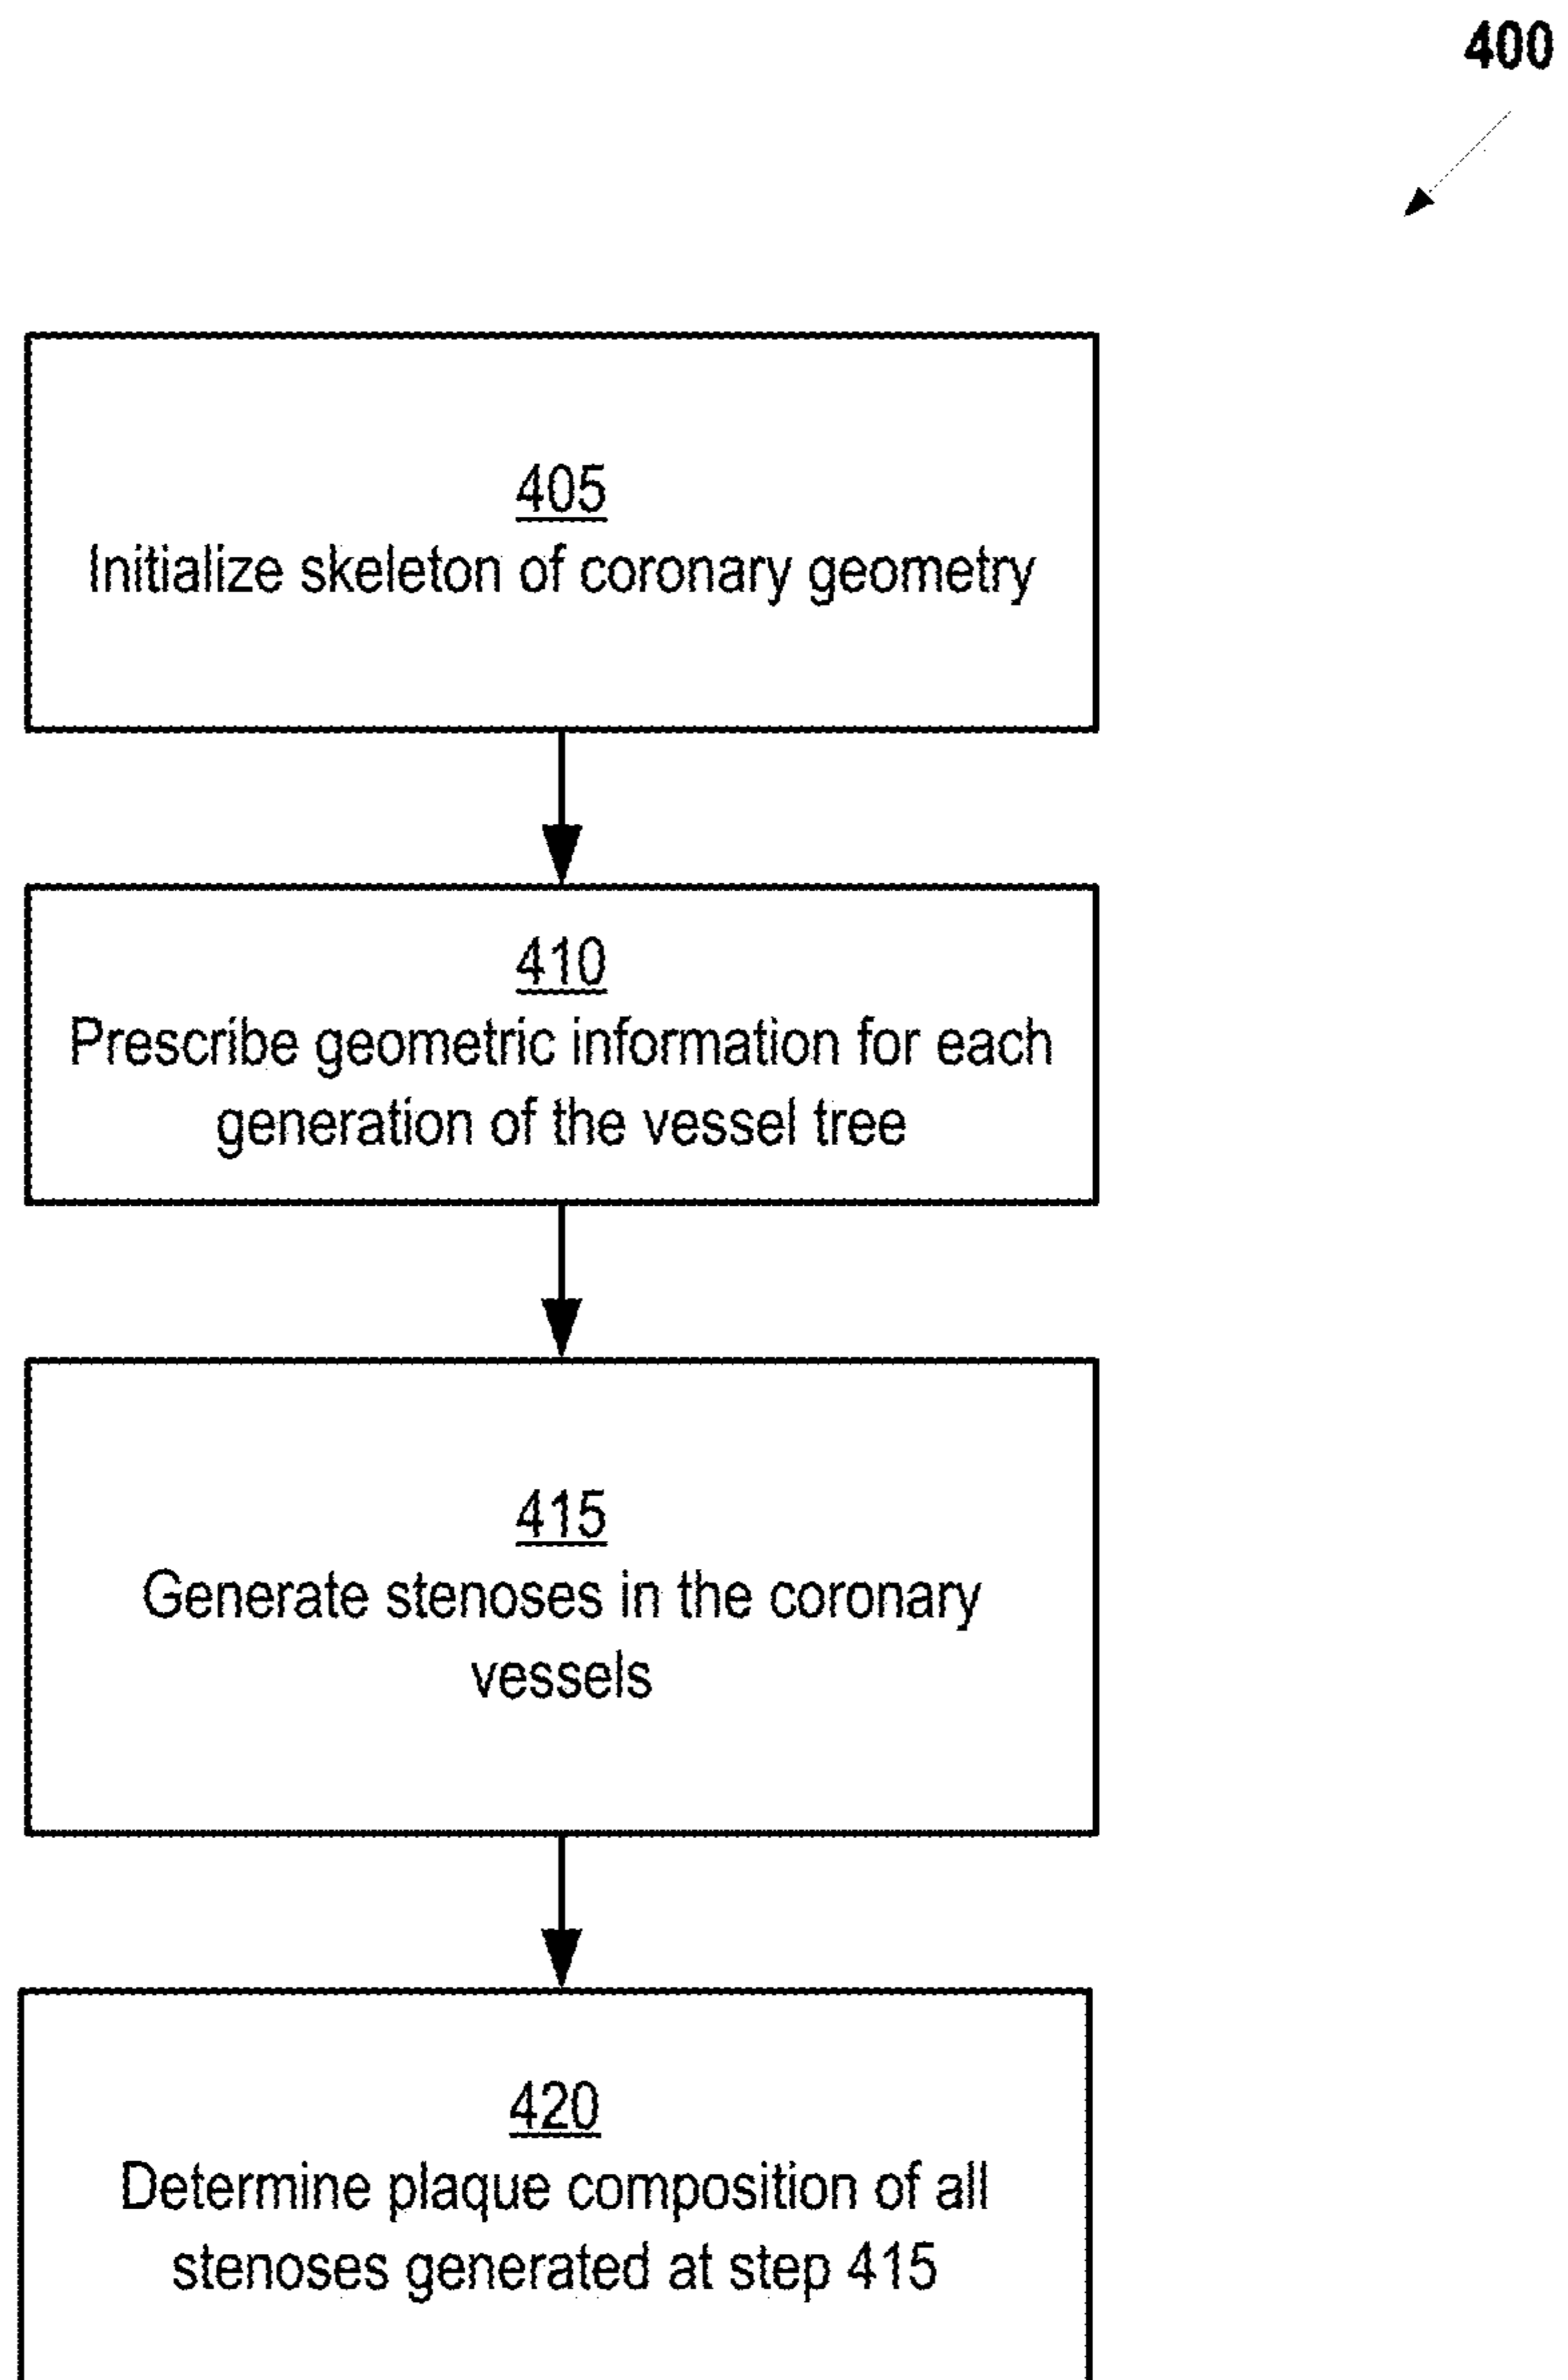 400
405
Initialize skeleton of coronary geometry
410
Prescribe geometric information for each
generation of the vessel tree
415
Generate stenoses in the coronary
vessels
420
Determine plaque composition of all
stenoses generated at step 415